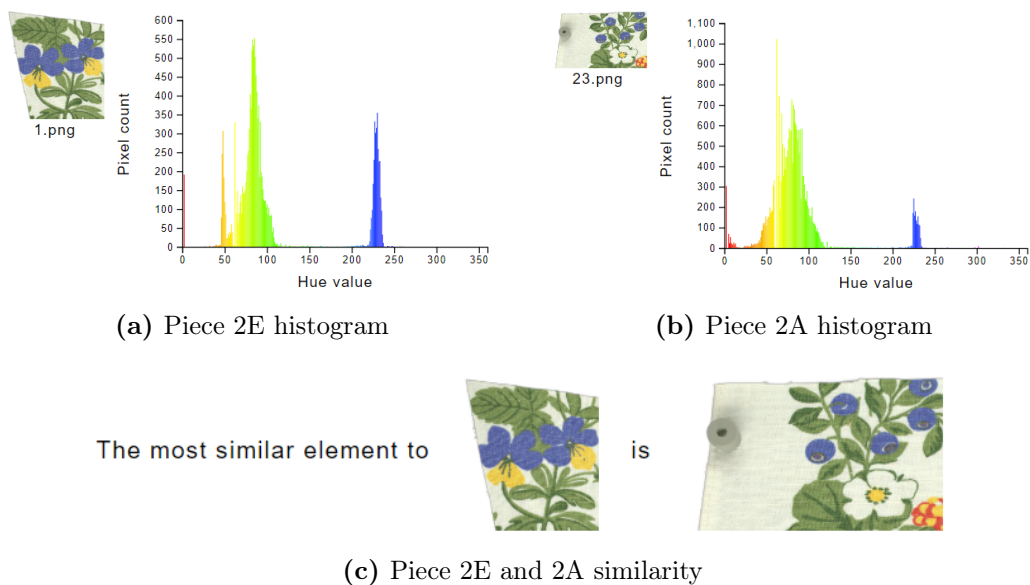 1.png
Pixel count
600
550
500
450
400
350
300
250
200
150
100
50
0
0 50 100 150 200 250 300 350
Hue value
(a) Piece 2E histogram
23.png
Pixel count
1,100
1,000
900
800
700
600
500
400
300
200
100
0
0 50 100 150 200 250 300 350
Hue value
(b) Piece 2A histogram
The most similar element to is
(c) Piece 2E and 2A similarity